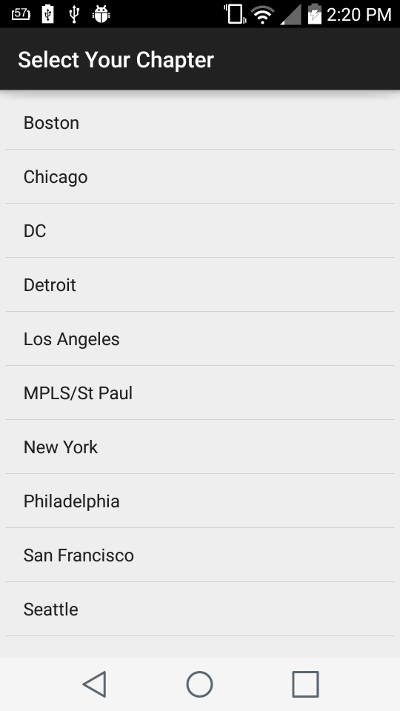 57
2:20 PM
Select Your Chapter
Boston
Chicago
DC
Detroit
Los Angeles
MPLS/St Paul
New York
Philadelphia
San Francisco
Seattle